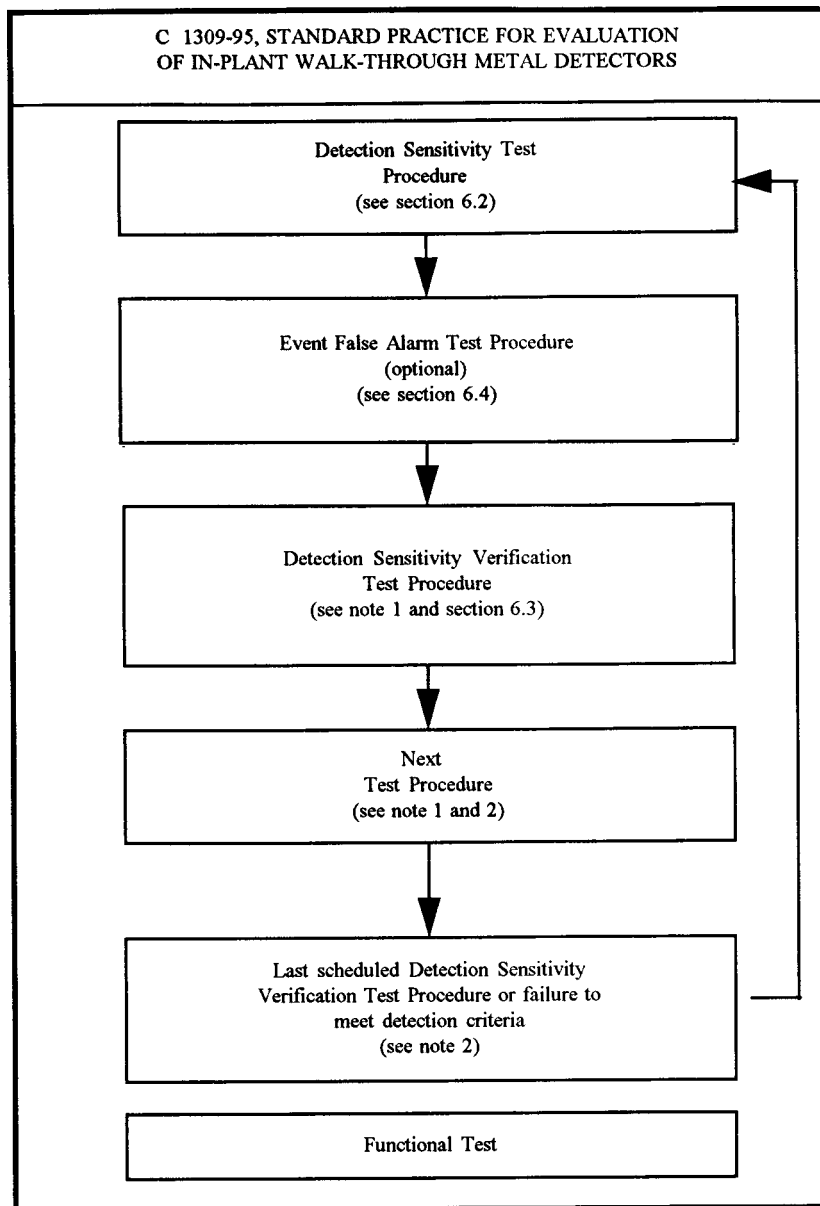 C 1309-95, STANDARD PRACTICE FOR EVALUATION
OF IN-PLANT WALK-THROUGH METAL DETECTORS
Detection Sensitivity Test
Procedure
(see section 6.2)
Event False Alarm Test Procedure
(optional)
(see section 6.4)
Detection Sensitivity Verification
Test Procedure
(see note 1 and section 6.3)
Next
Test Procedure
(see note 1 and 2)
Last scheduled Detection Sensitivity
Verification Test Procedure or failure to
meet detection criteria
(see note 2)
Functional Test